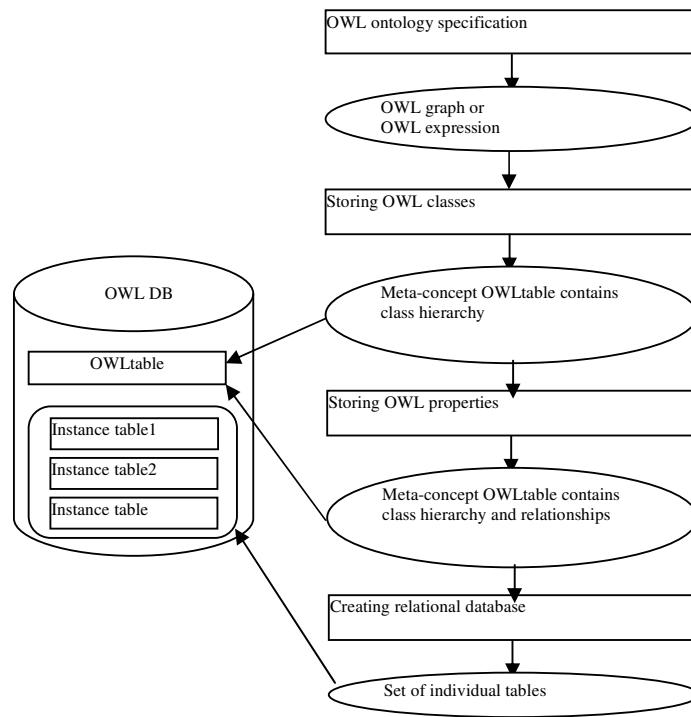 OWL ontology specification
OWL graph or
OWL expression
Storing OWL classes
Meta-concept OWLtable contains
class hierarchy
Storing OWL properties
Meta-concept OWLtable contains
class hierarchy and relationships
Creating relational database
Set of individual tables
OWL DB
OWLtable
Instance table1
Instance table2
Instance table